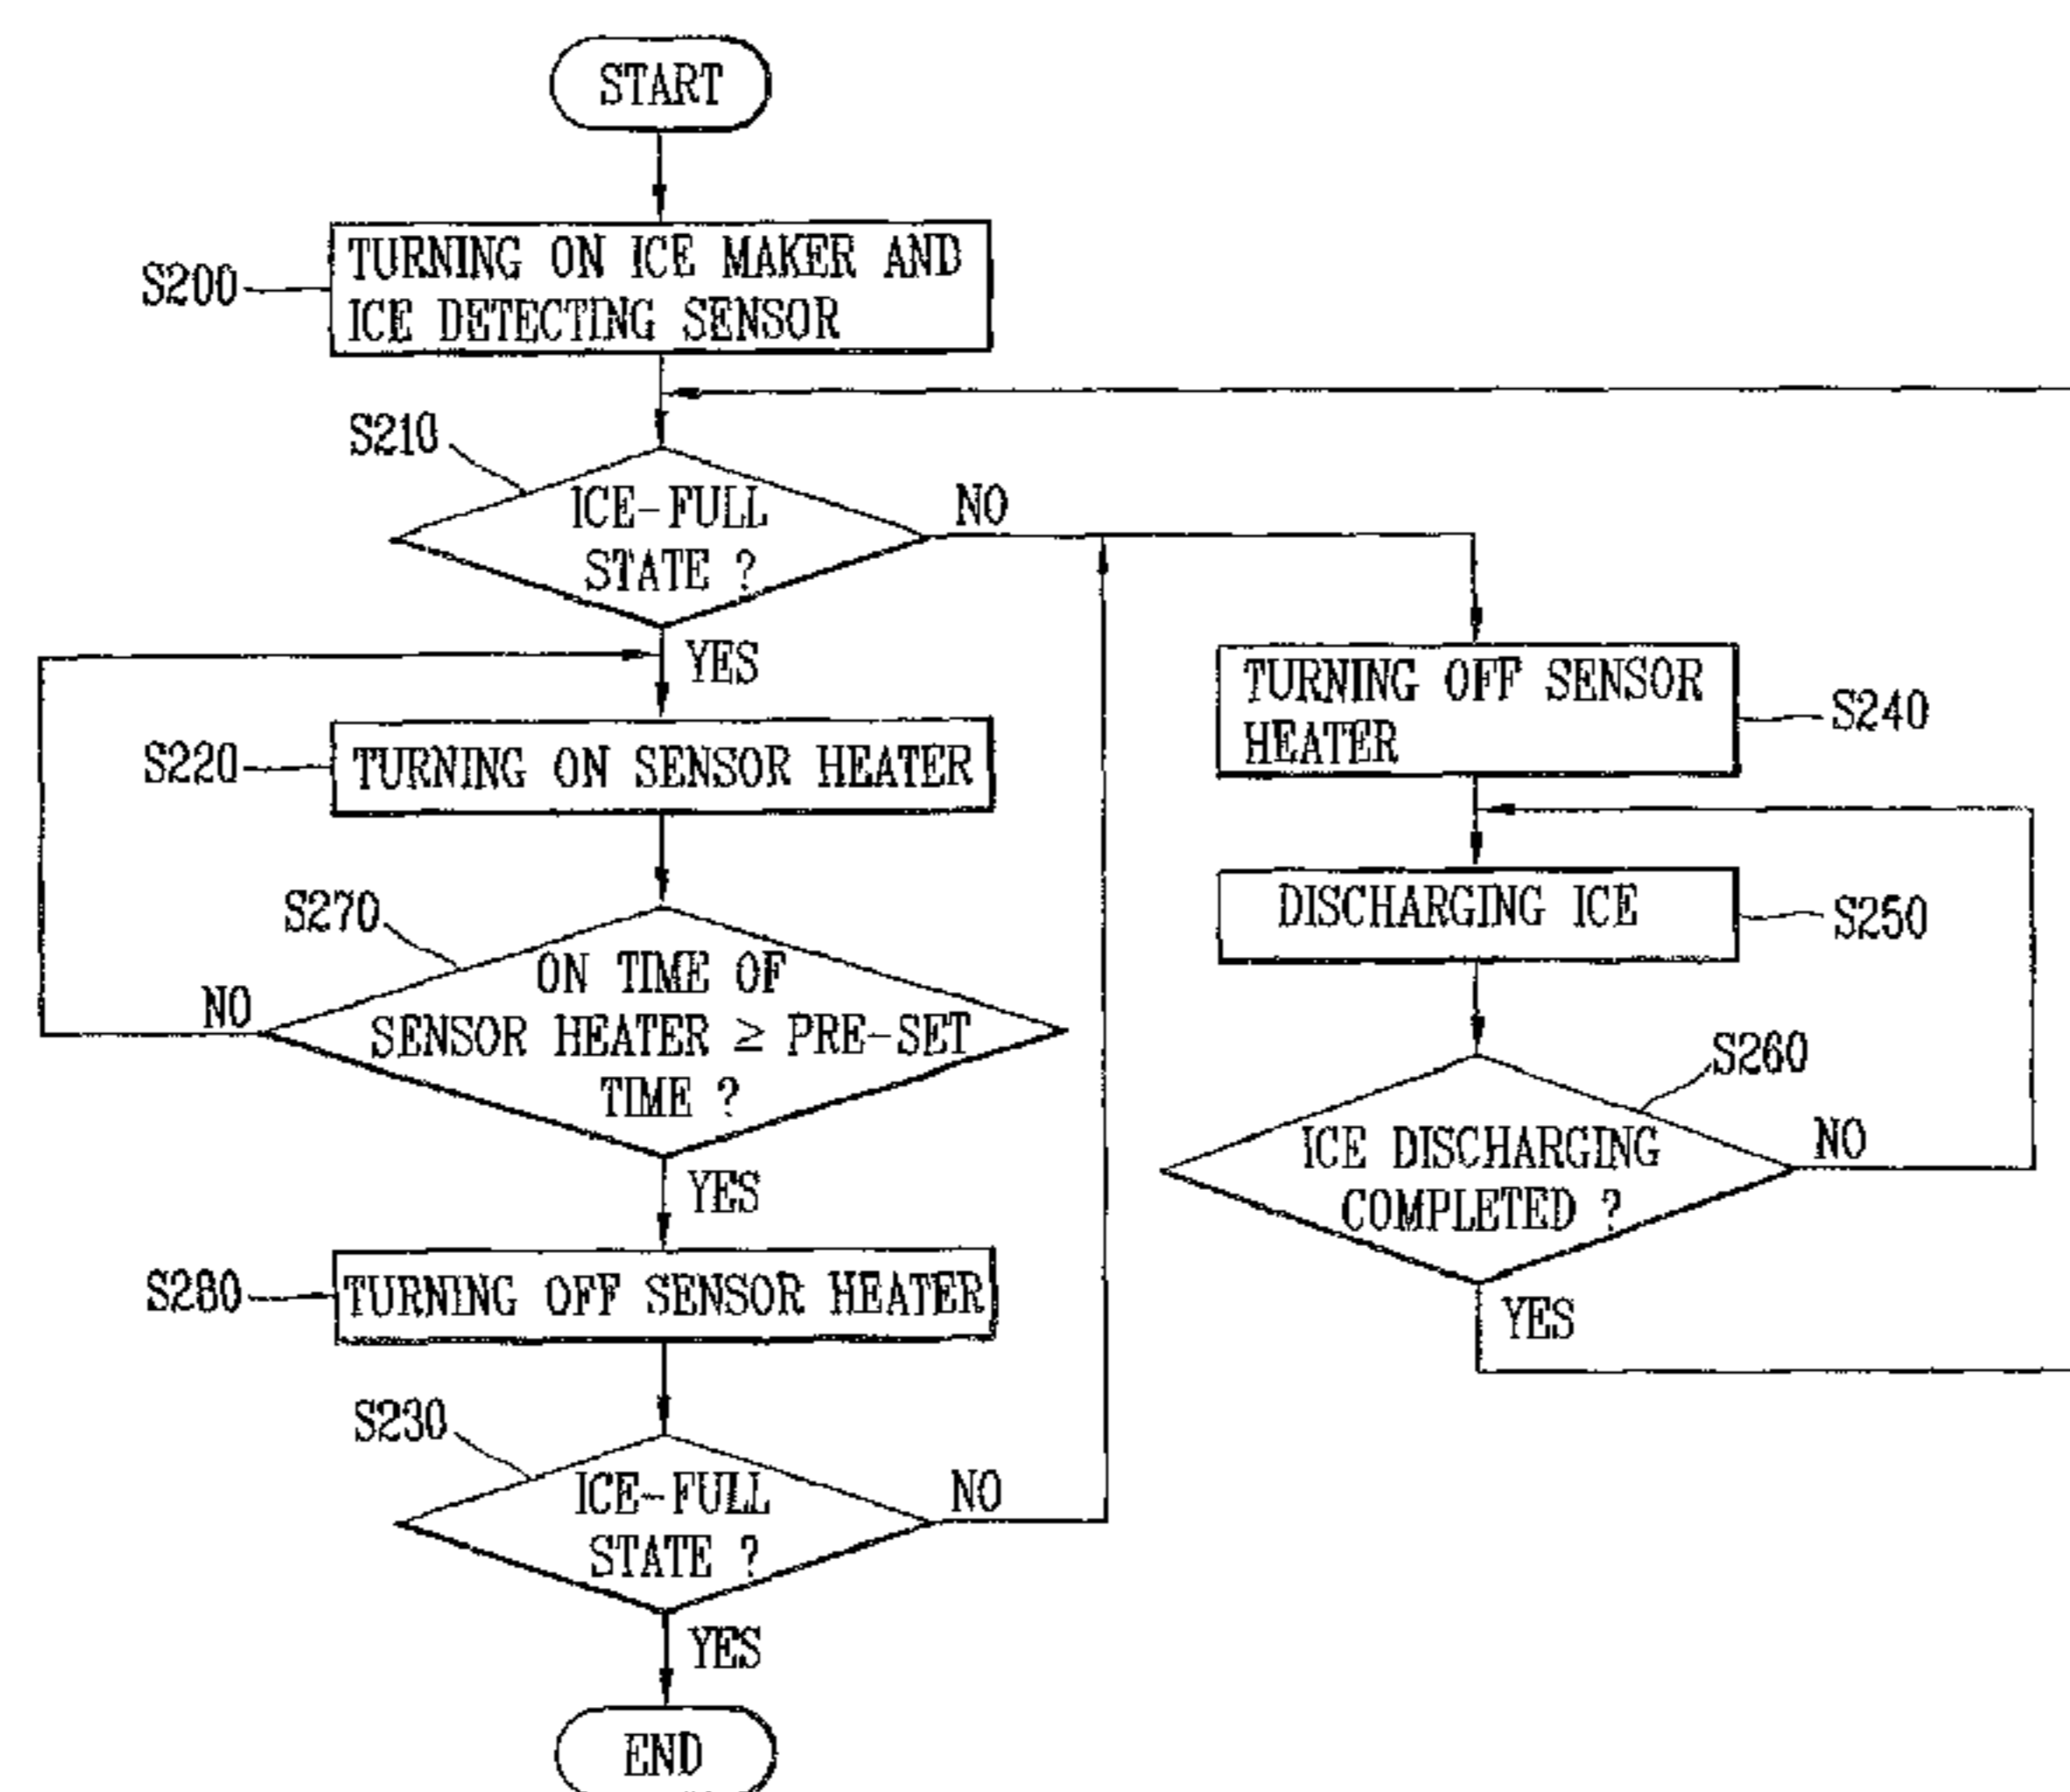 START
S200
TURNING ON ICE MAKER AND
ICE DETECTING SENSOR
S210
ICE-FULL
STATE ?
NO
YES
S220
TURNING ON SENSOR HEATER
S270
ON TIME OF
SENSOR HEATER ≥ PRE-SET
TIME ?
NO
YES
S280
TURNING OFF SENSOR HEATER
S230
ICE-FULL
STATE ?
NO
YES
END
TURNING OFF SENSOR
HEATER
S240
DISCHARGING ICE
S250
S260
ICE DISCHARGING
COMPLETED ?
NO
YES